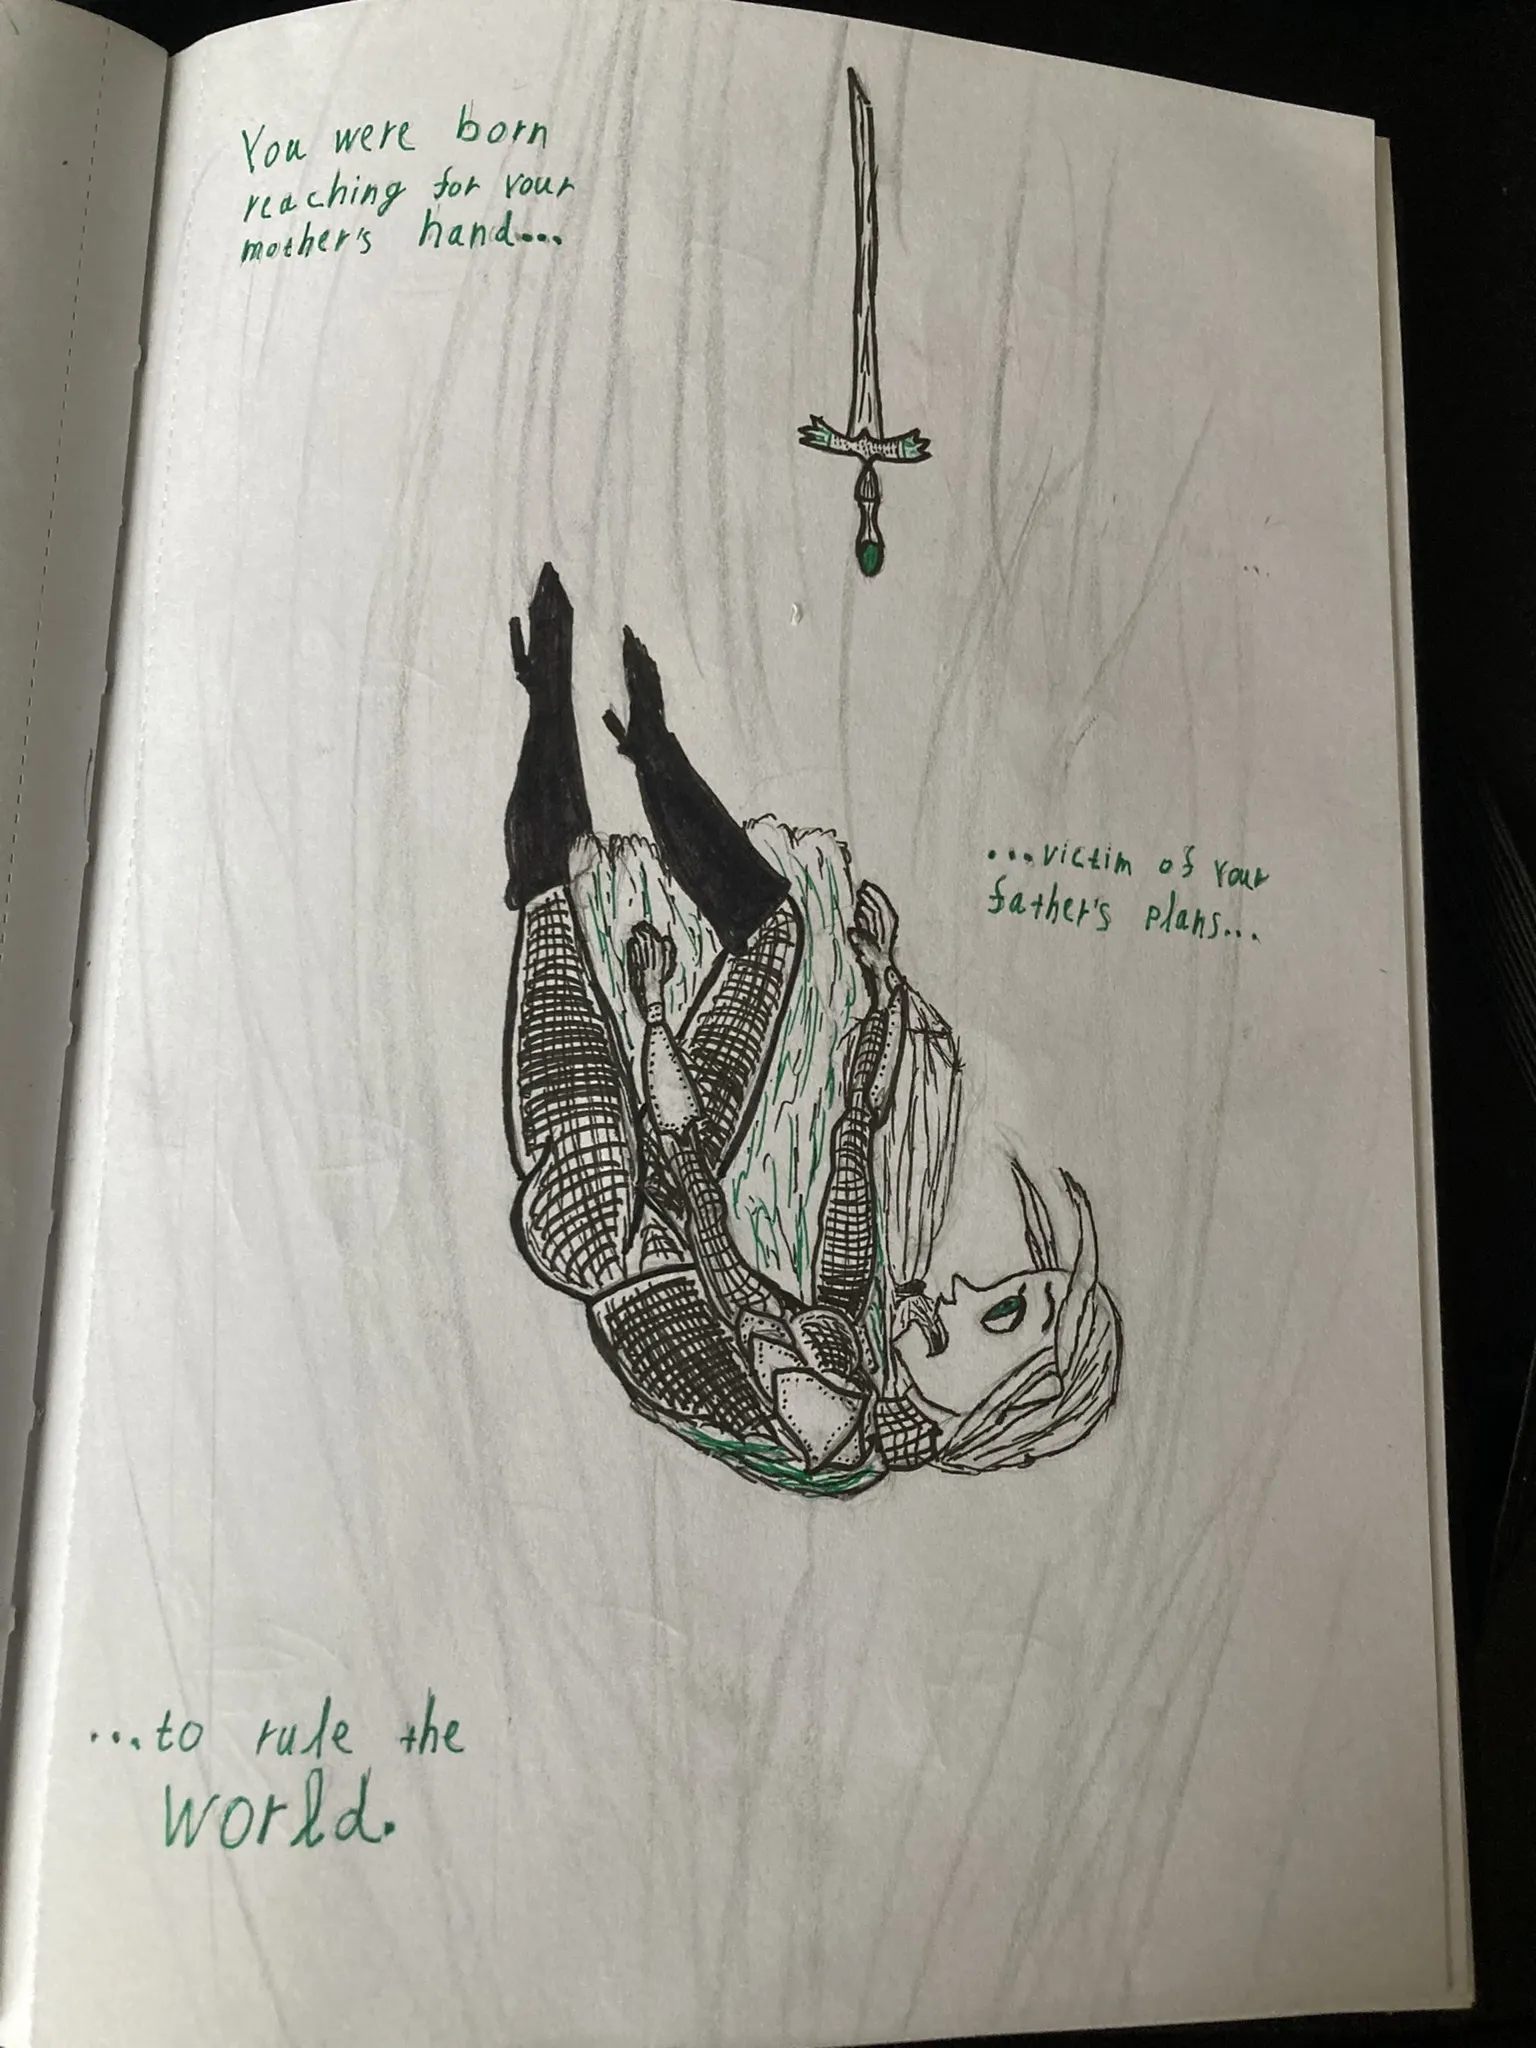 You were born
reaching for your
mother's hand...
...victim of your
father's plans...
...to rule the
world.